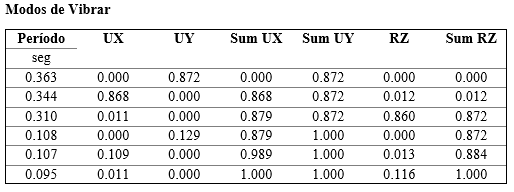 Modos de Vibrar
Período UX UY Sum UX Sum UY RZ Sum RZ
seg
0.363 0.000 0.872 0.000 0.872 0.000 0.000
0.344 0.868 0.000 0.868 0.872 0.012 0.012
0.310 0.011 0.000 0.879 0.872 0.860 0.872
0.108 0.000 0.129 0.879 1.000 0.000 0.872
0.107 0.109 0.000 0.989 1.000 0.013 0.884
0.095 0.011 0.000 1.000 1.000 0.116 1.000